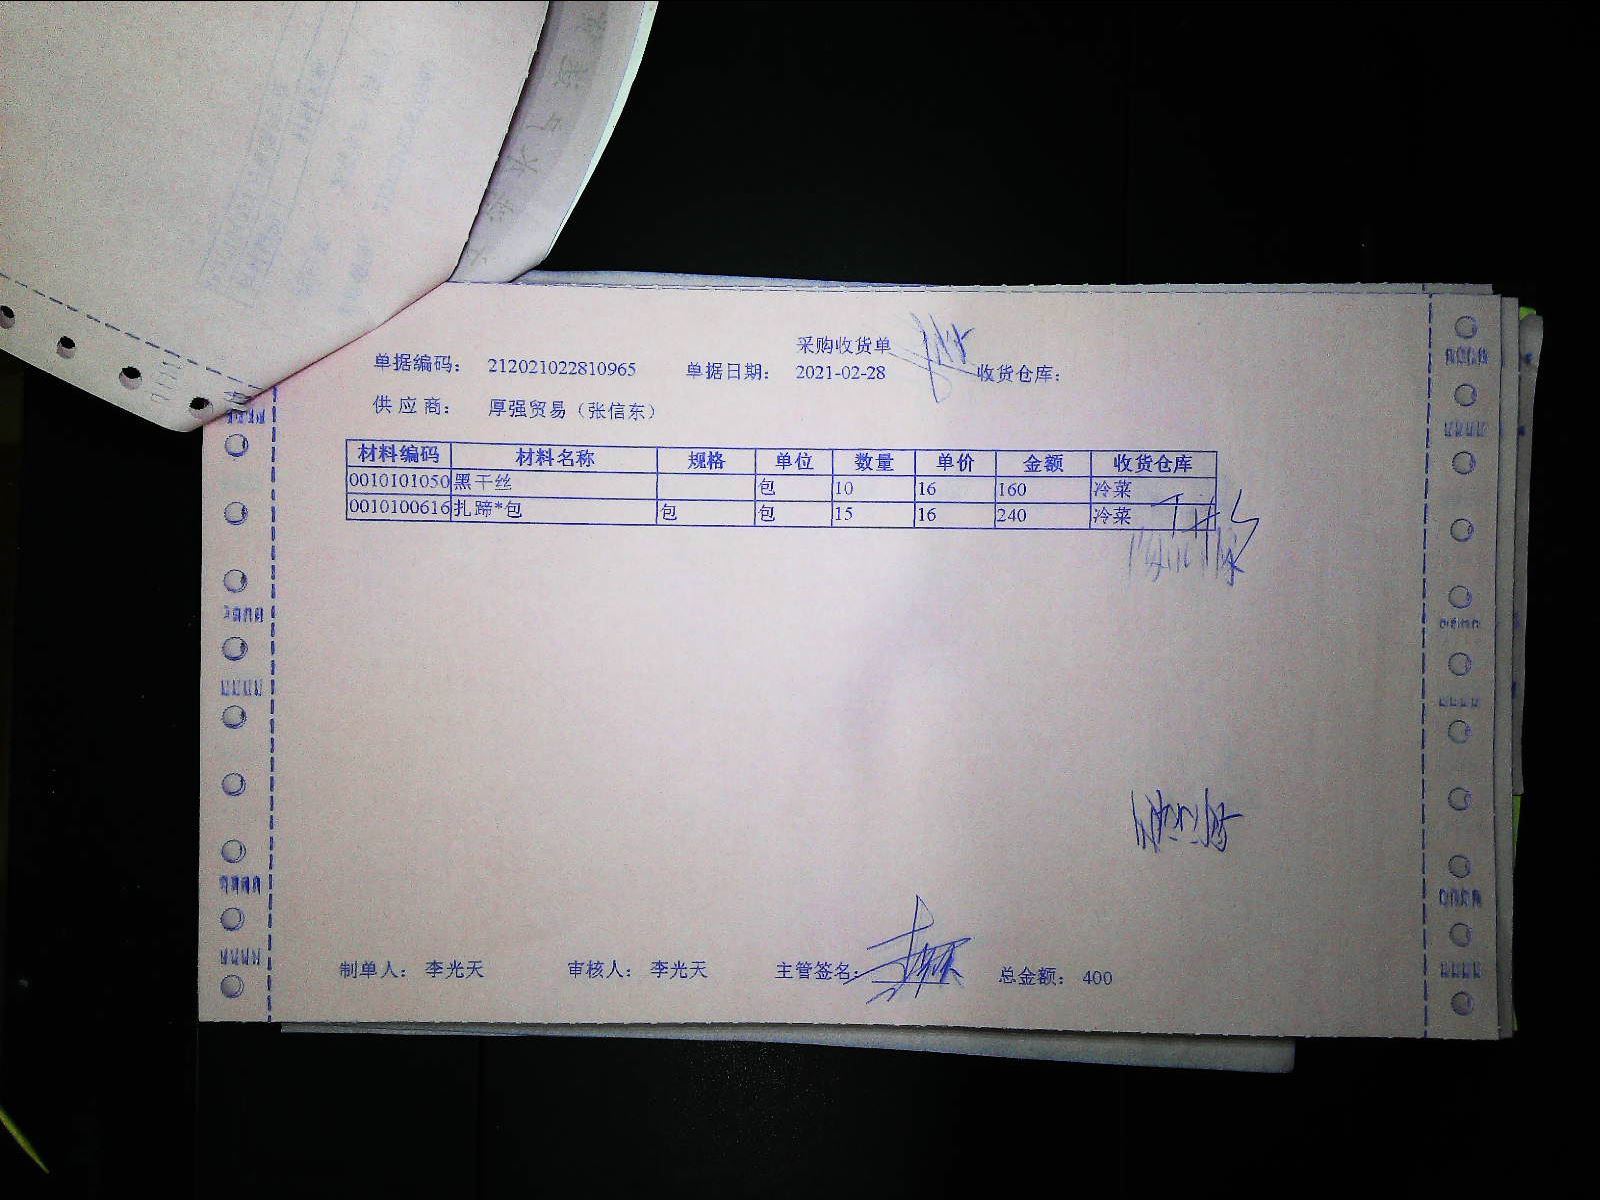 采购收货单
单据编码： 212021022810965 单据日期： 2021-02-28 收货仓库：
供应商： 厚强贸易（张信东）
材料编码 材料名称 规格 单位 数量 单价 金额 收货仓库
0010101050 黑干丝 包 10 16 160 冷菜
0010100616 扎蹄*包 包 包 15 16 240 冷菜
制单人： 李光天 审核人： 李光天 主管签名： 总金额： 400